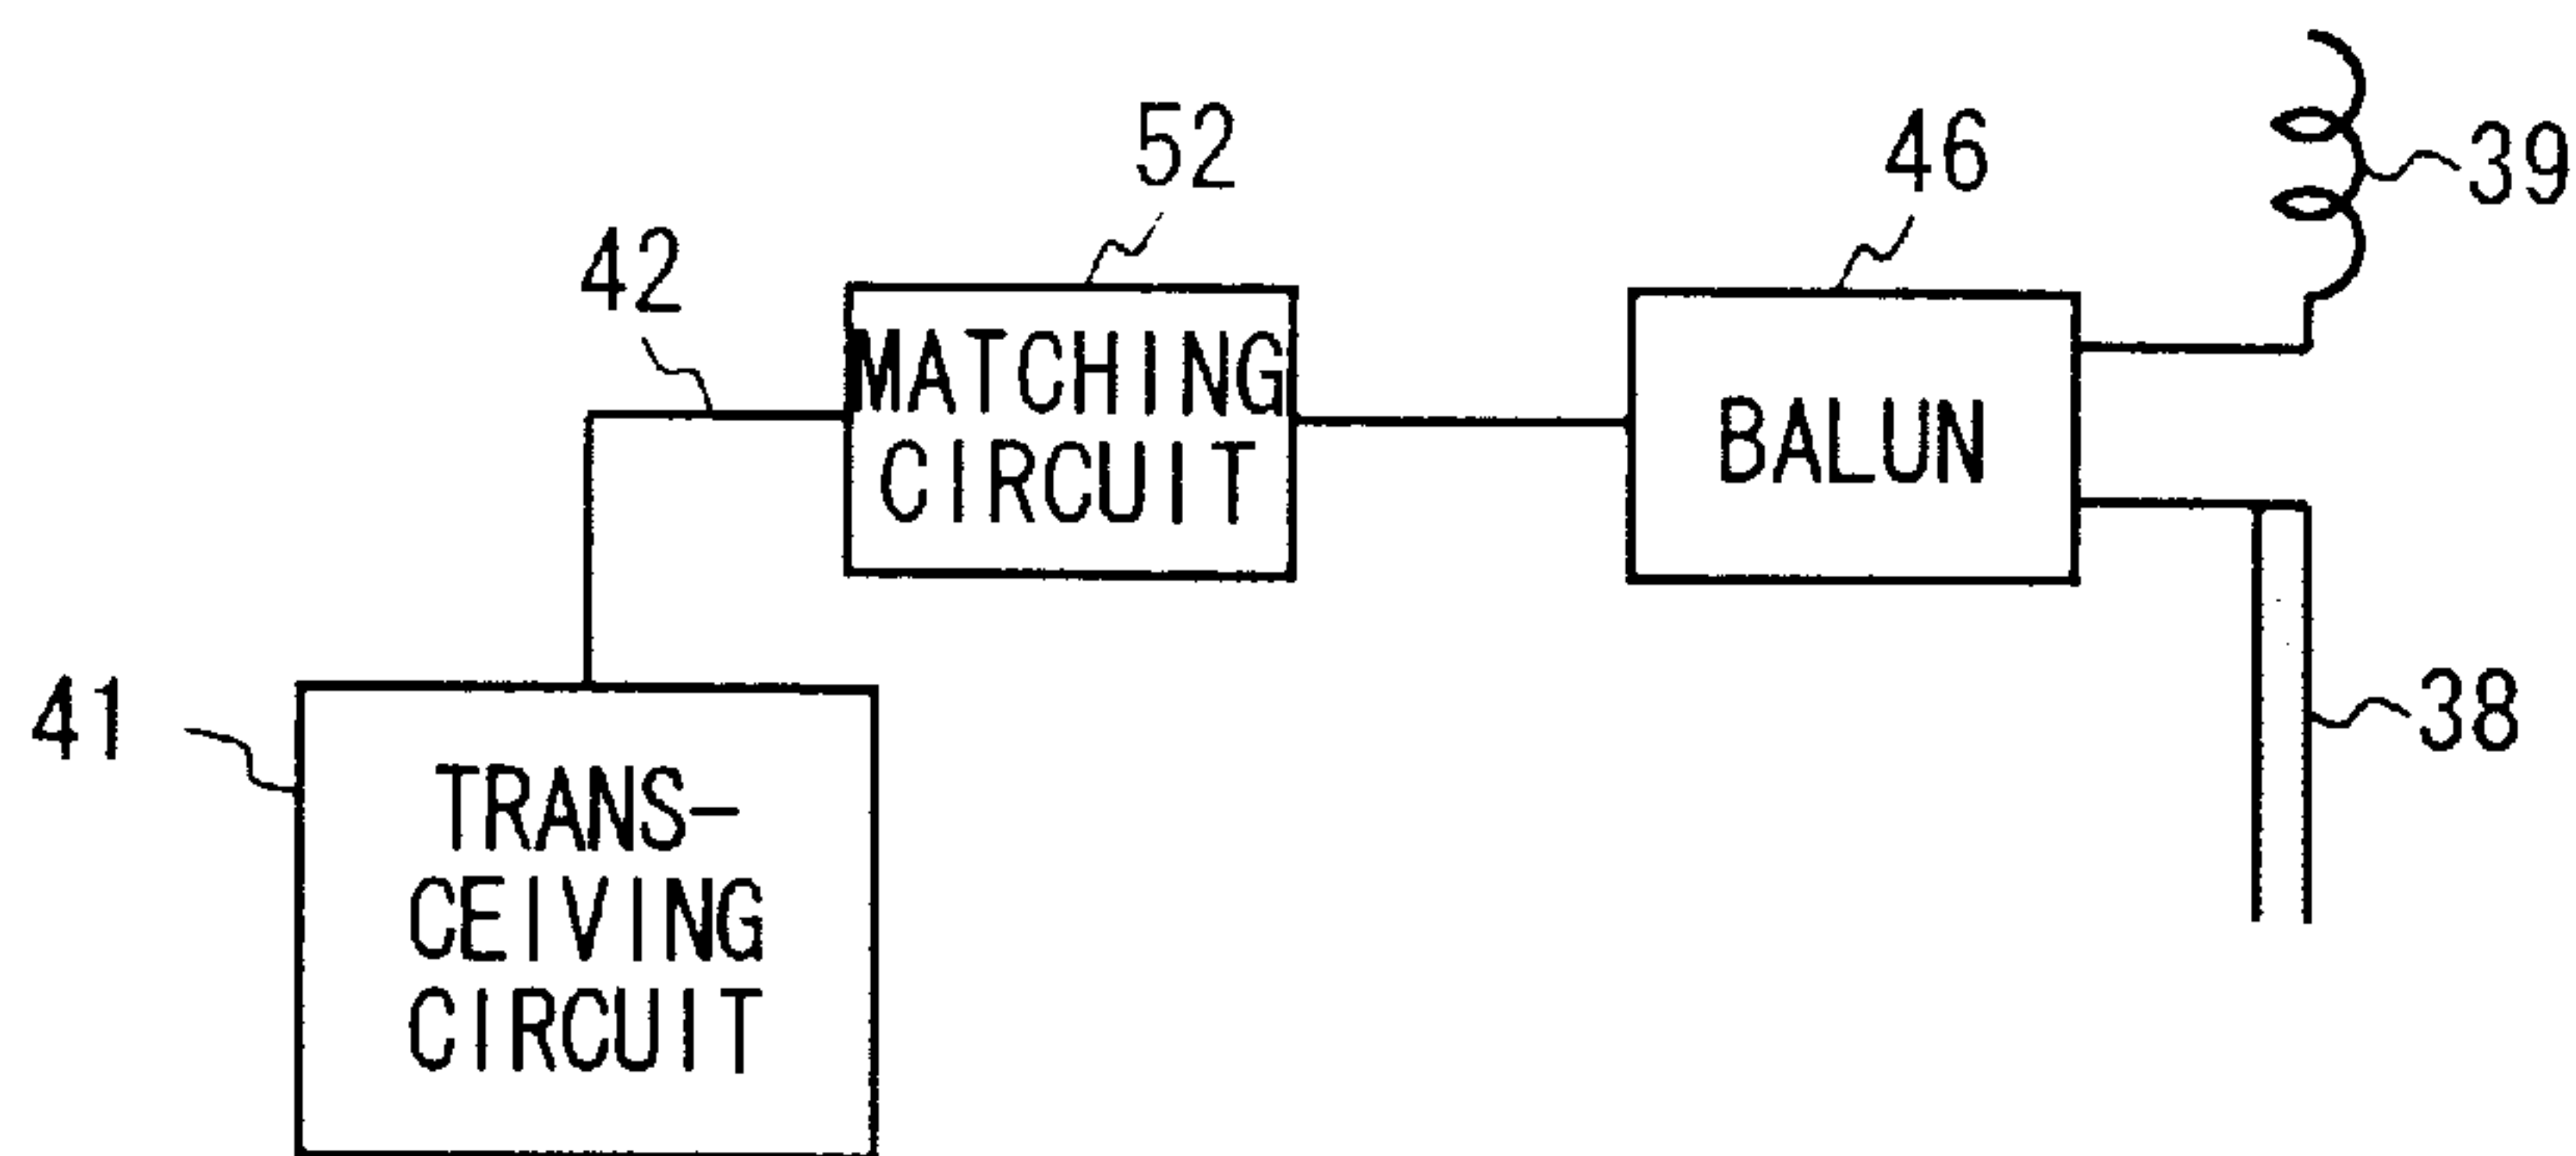 52
46
39
42
MATCHING
CIRCUIT
BALUN
41
38
TRANS-
CEIVING
CIRCUIT